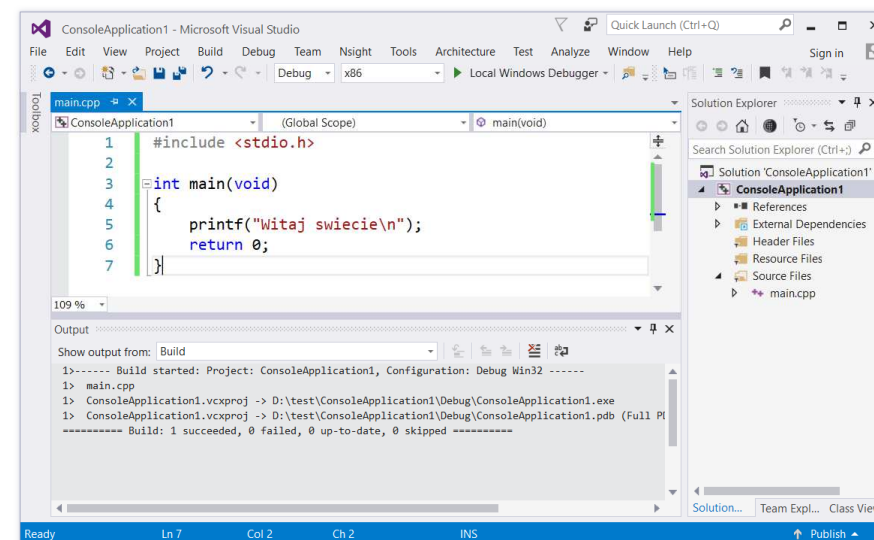 ConsoleApplication1 - Microsoft Visual Studio
Quick Launch (Ctrl+Q)
File Edit View Project Build Debug Team Nsight Tools Architecture Test Analyze Window Help Sign in
Debug x86 Local Windows Debugger
Toolbox
main.cpp
ConsoleApplication1 (Global Scope) main(void)
1 #include <stdio.h>
2
3 int main(void)
4 {
5 printf("Witaj swiecie\n");
6 return 0;
7 }
109 %
Output
Show output from: Build
1>------ Build started: Project: ConsoleApplication1, Configuration: Debug Win32 ------
1> main.cpp
1> ConsoleApplication1.vcxproj -> D:\test\ConsoleApplication1\Debug\ConsoleApplication1.exe
1> ConsoleApplication1.vcxproj -> D:\test\ConsoleApplication1\Debug\ConsoleApplication1.pdb (Full
========== Build: 1 succeeded, 0 failed, 0 up-to-date, 0 skipped ==========
Solution Explorer
Search Solution Explorer (Ctrl+;)
Solution 'ConsoleApplication1'
ConsoleApplication1
References
External Dependencies
Header Files
Resource Files
Source Files
main.cpp
Solution... Team Expl... Class Vie
Ready Ln 7 Col 2 Ch 2 INS Publish